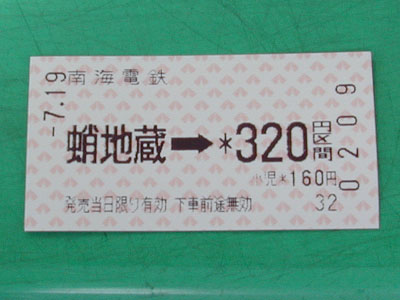 南海電鉄
-7.19
蛸地蔵➡*320円区間
小児*160円
発売当日限り有効 下車前途無効
32
0209